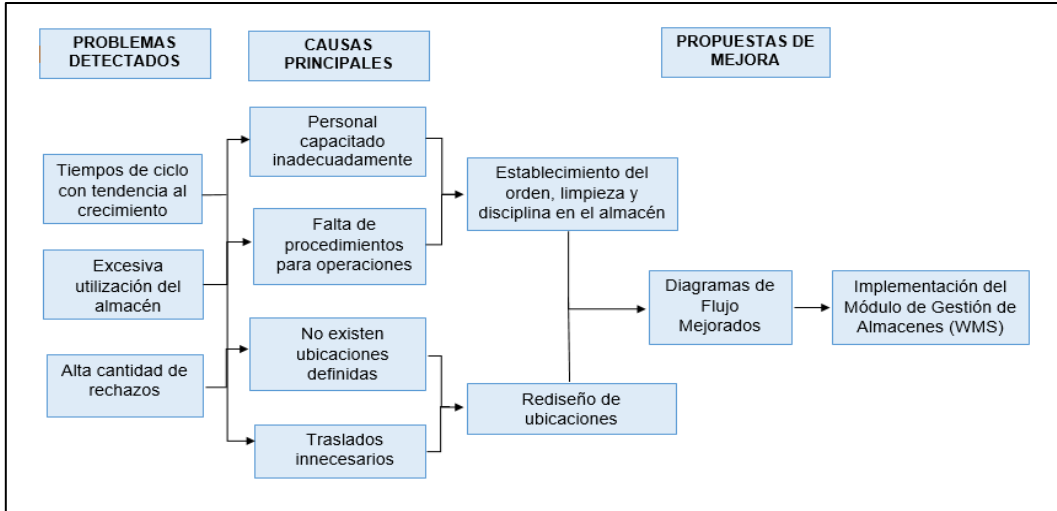 PROBLEMAS
DETECTADOS
CAUSAS
PRINCIPALES
PROPUESTAS DE
MEJORA
Tiempos de ciclo
con tendencia al
crecimiento
Excesiva
utilización del
almacén
Alta cantidad de
rechazos
Personal
capacitado
inadecuadamente
Falta de
procedimientos
para operaciones
No existen
ubicaciones
definidas
Traslados
innecesarios
Establecimiento del
orden, limpieza y
disciplina en el almacén
Rediseño de
ubicaciones
Diagramas de
Flujo
Mejorados
Implementación del
Módulo de Gestión de
Almacenes (WMS)